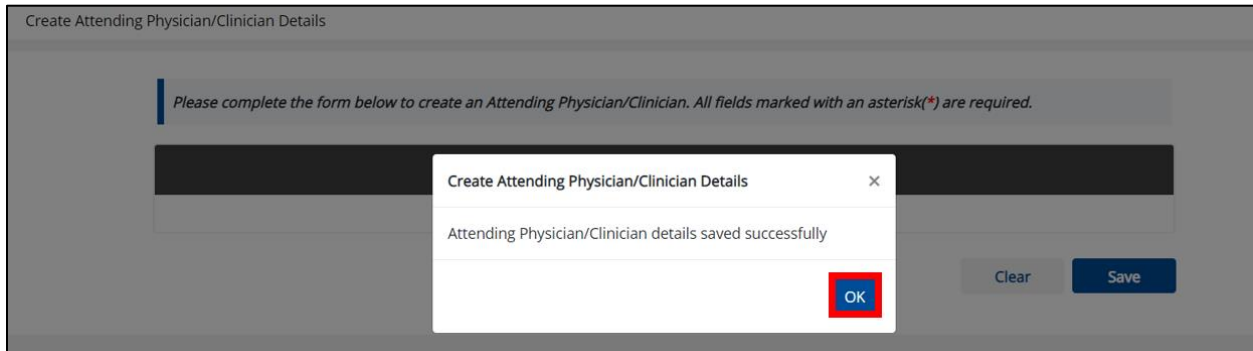 Create Attending Physician/Clinician Details
Please complete the form below to create an Attending Physician/Clinician. All fields marked with an asterisk(*) are required.
Create Attending Physician/Clinician Details ×
Attending Physician/Clinician details saved successfully
OK
Clear Save